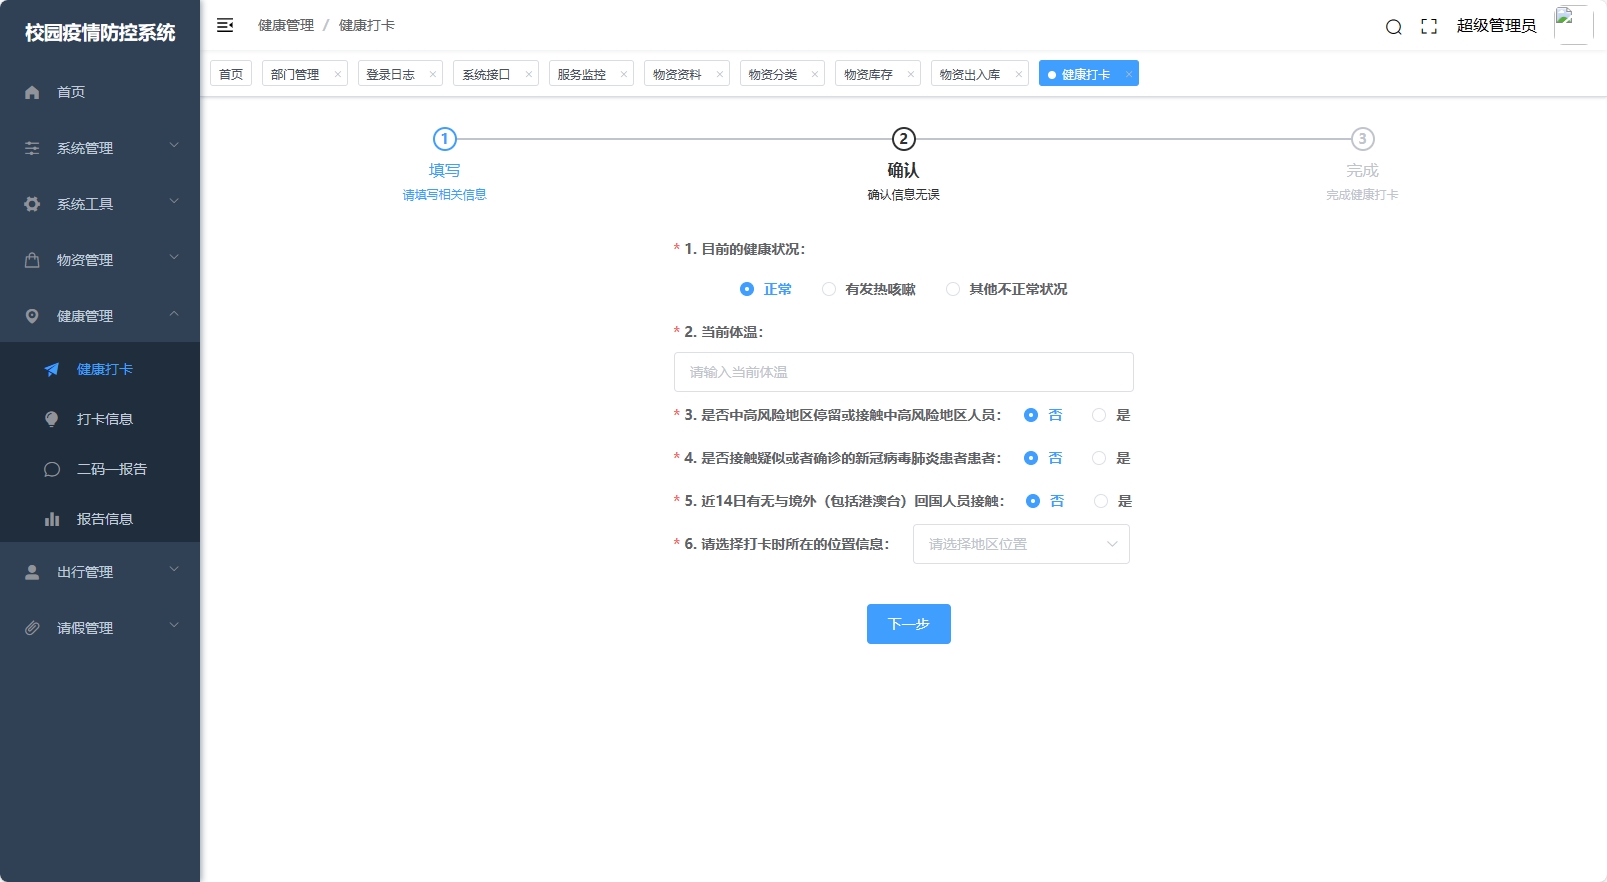 校园疫情防控系统
首页
系统管理
系统工具
物资管理
健康管理
健康打卡
打卡信息
二码一报告
报告信息
出行管理
请假管理
健康管理 / 健康打卡
超级管理员
首页 部门管理 × 登录日志 × 系统接口 × 服务监控 × 物资资料 × 物资分类 × 物资库存 × 物资出入库 × 健康打卡 ×
1 2 3
填写 确认 完成
请填写相关信息 确认信息无误 完成健康打卡
* 1. 目前的健康状况：
正常 有发热咳嗽 其他不正常状况
* 2. 当前体温：
请输入当前体温
* 3. 是否中高风险地区停留或接触中高风险地区人员： 否 是
* 4. 是否接触疑似或者确诊的新冠病毒肺炎患者患者： 否 是
* 5. 近14日有无与境外（包括港澳台）回国人员接触： 否 是
* 6. 请选择打卡时所在的位置信息： 请选择地区位置
下一步